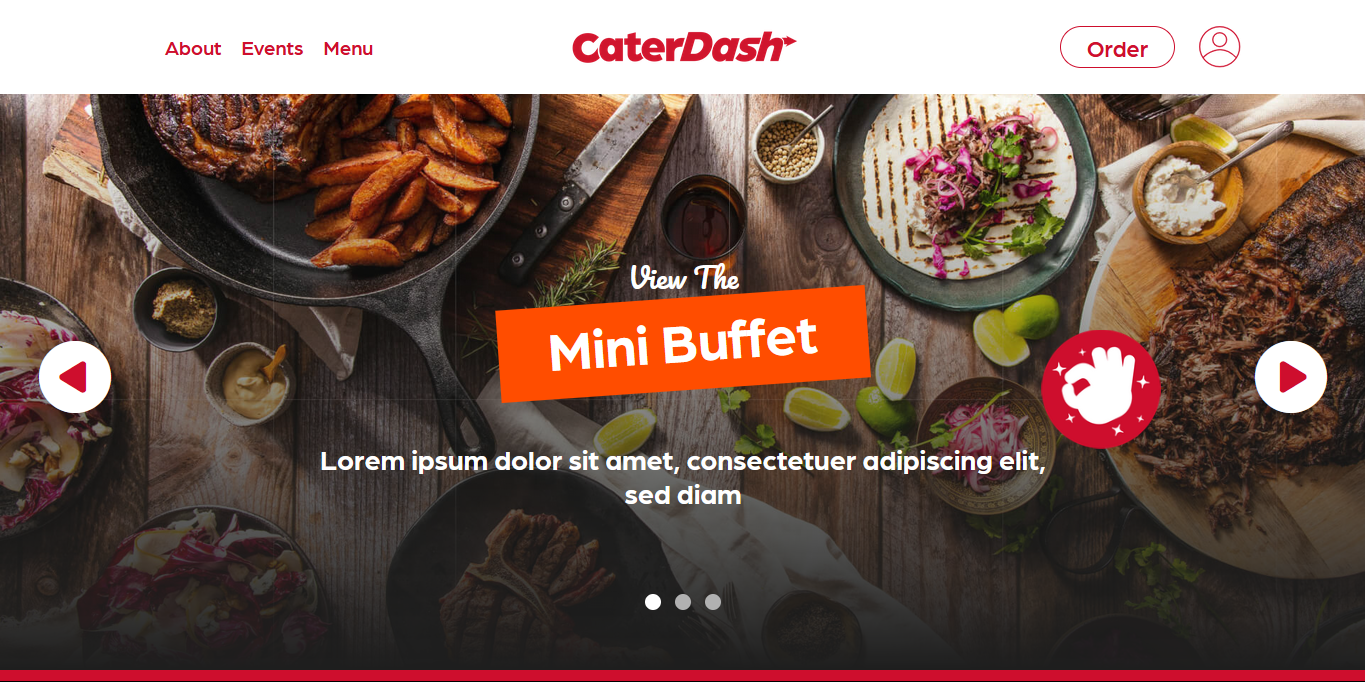 About Events Menu
CaterDash
Order
View The
Mini Buffet
Lorem ipsum dolor sit amet, consectetuer adipiscing elit,
sed diam